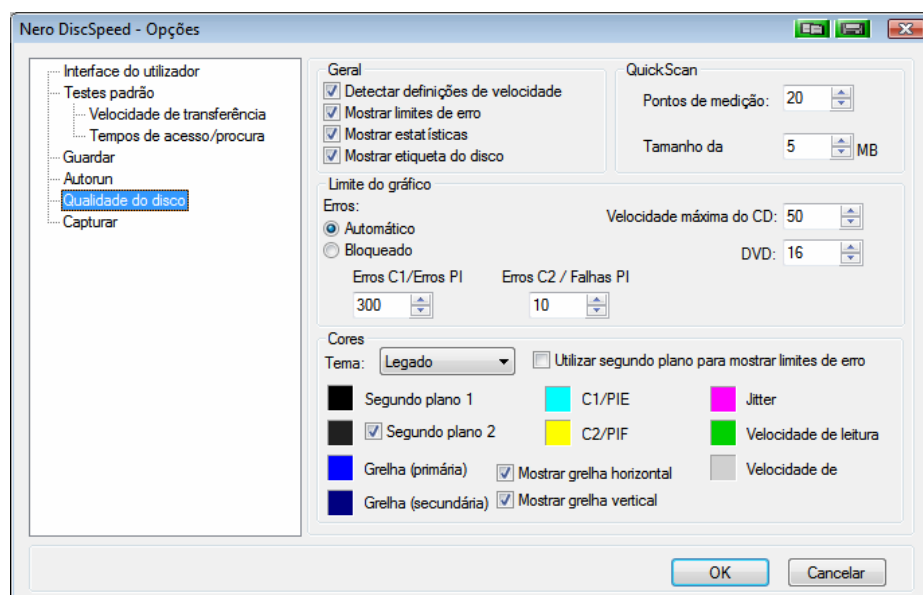 Nero DiscSpeed - Opções
Interface do utilizador
Testes padrão
Velocidade de transferência
Tempos de acesso/procura
Guardar
Autorun
Qualidade do disco
Capturar
Geral
Detectar definições de velocidade
Mostrar limites de erro
Mostrar estatísticas
Mostrar etiqueta do disco
QuickScan
Pontos de medição: 20
Tamanho da 5 MB
Limite do gráfico
Erros:
Automático
Bloqueado
Velocidade máxima do CD: 50
DVD: 16
Erros C1/Erros PI Erros C2 / Falhas PI
300 10
Cores
Tema: Legado Utilizar segundo plano para mostrar limites de erro
Segundo plano 1 C1/PIE Jitter
Segundo plano 2 C2/PIF Velocidade de leitura
Grelha (primária) Mostrar grelha horizontal Velocidade de
Grelha (secundária) Mostrar grelha vertical
OK Cancelar